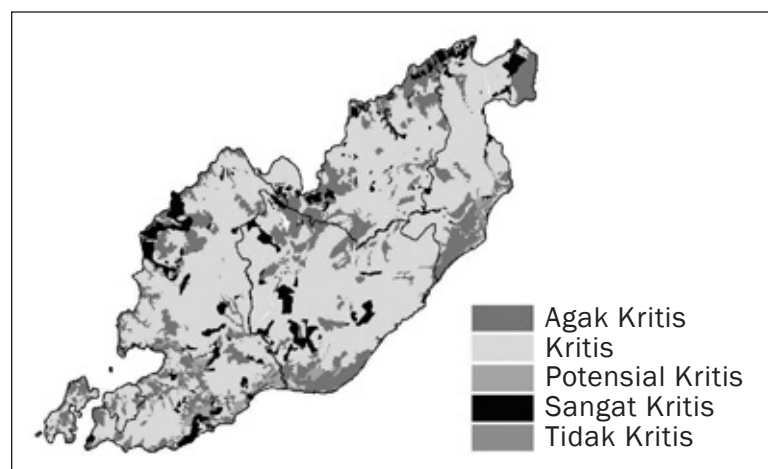 Agak Kritis
Kritis
Potensial Kritis
Sangat Kritis
Tidak Kritis